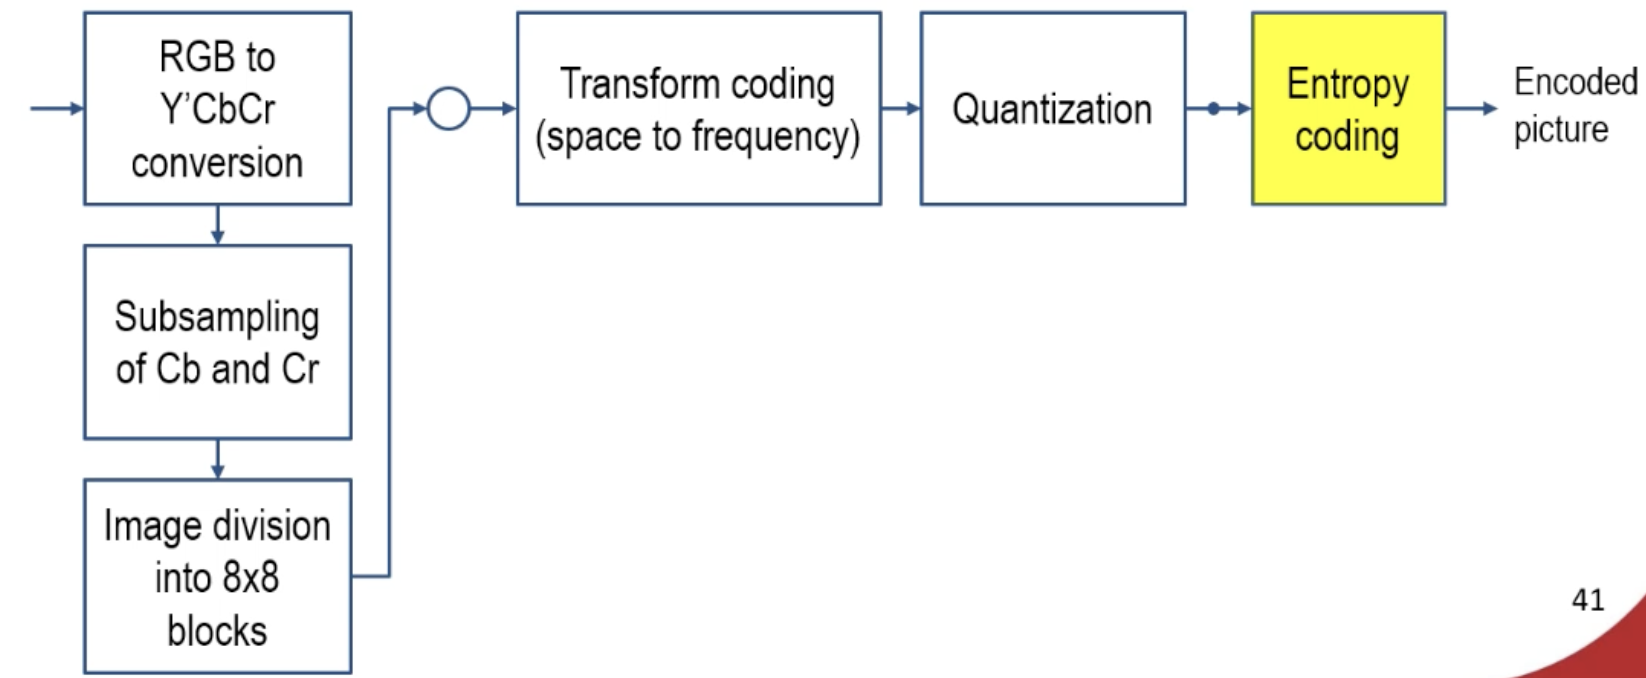 RGB to
Y’CbCr
conversion
Subsampling
of Cb and Cr
Image division
into 8x8
blocks
Transform coding
(space to frequency)
Quantization
Entropy
coding
Encoded
picture
41